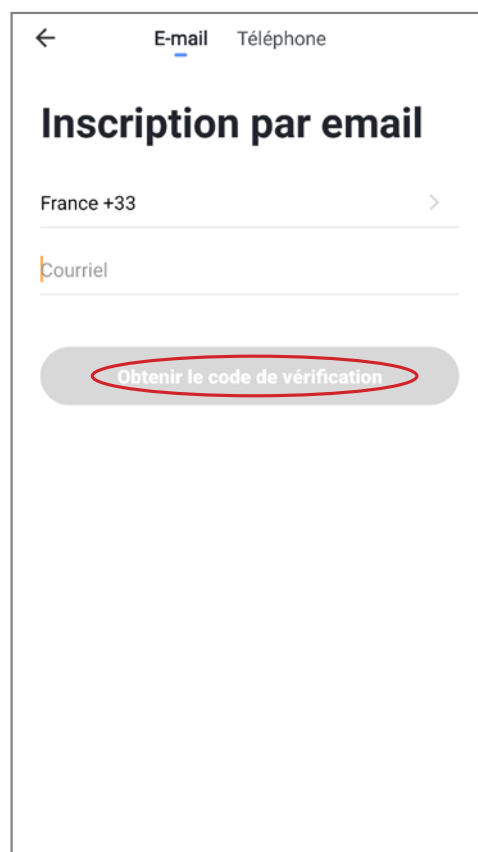 E-mail Téléphone
Inscription par email
France +33
Courriel
Obtenir le code de vérification